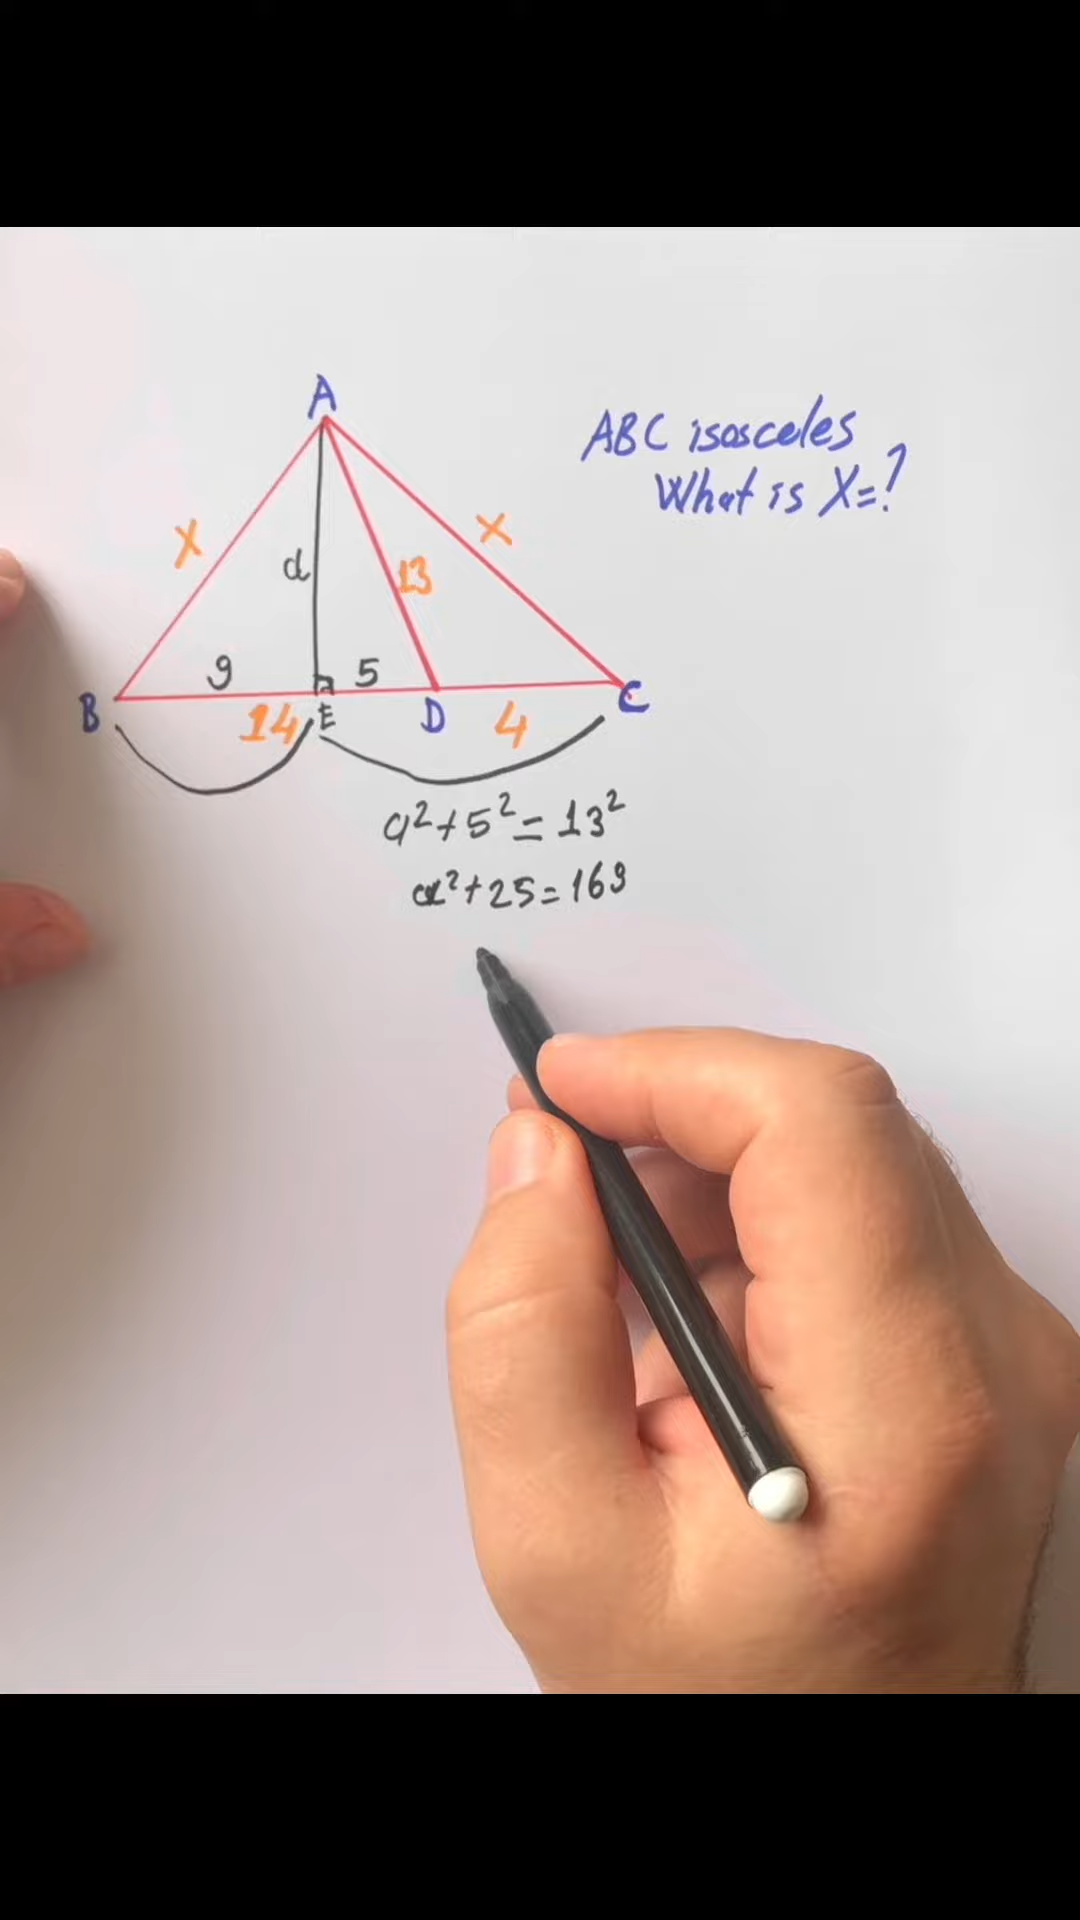 A
ABC isosceles
What is X=?
X
X
a
13
9
5
B
14
E
D
4
C
a²+5²=13²
a²+25=169